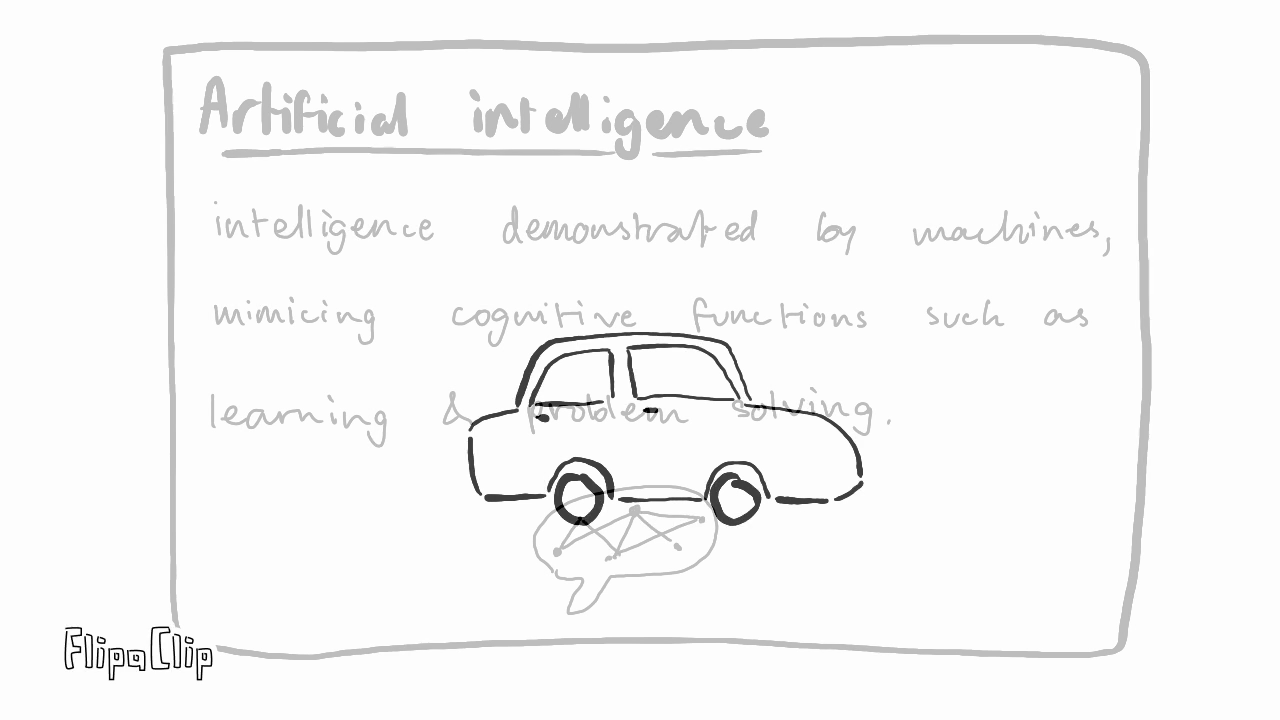 Artificial intelligence
intelligence demonstrated by machines,
mimicing cognitive functions such as
learning & problem solving.
FlipaClip